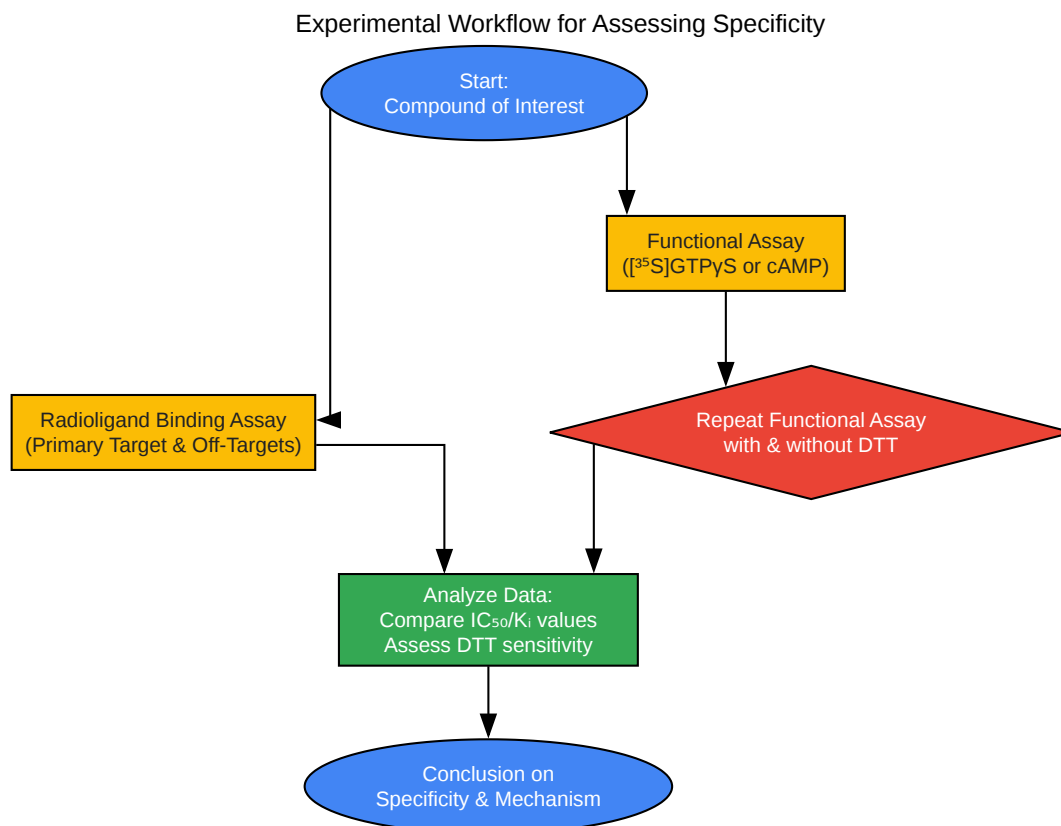 Experimental Workflow for Assessing Specificity
Start:
Compound of Interest
Functional Assay
([³⁵S]GTPγS or cAMP)
Radioligand Binding Assay
(Primary Target & Off-Targets)
Repeat Functional Assay
with & without DTT
Analyze Data:
Compare IC₅₀/Kᵢ values
Assess DTT sensitivity
Conclusion on
Specificity & Mechanism